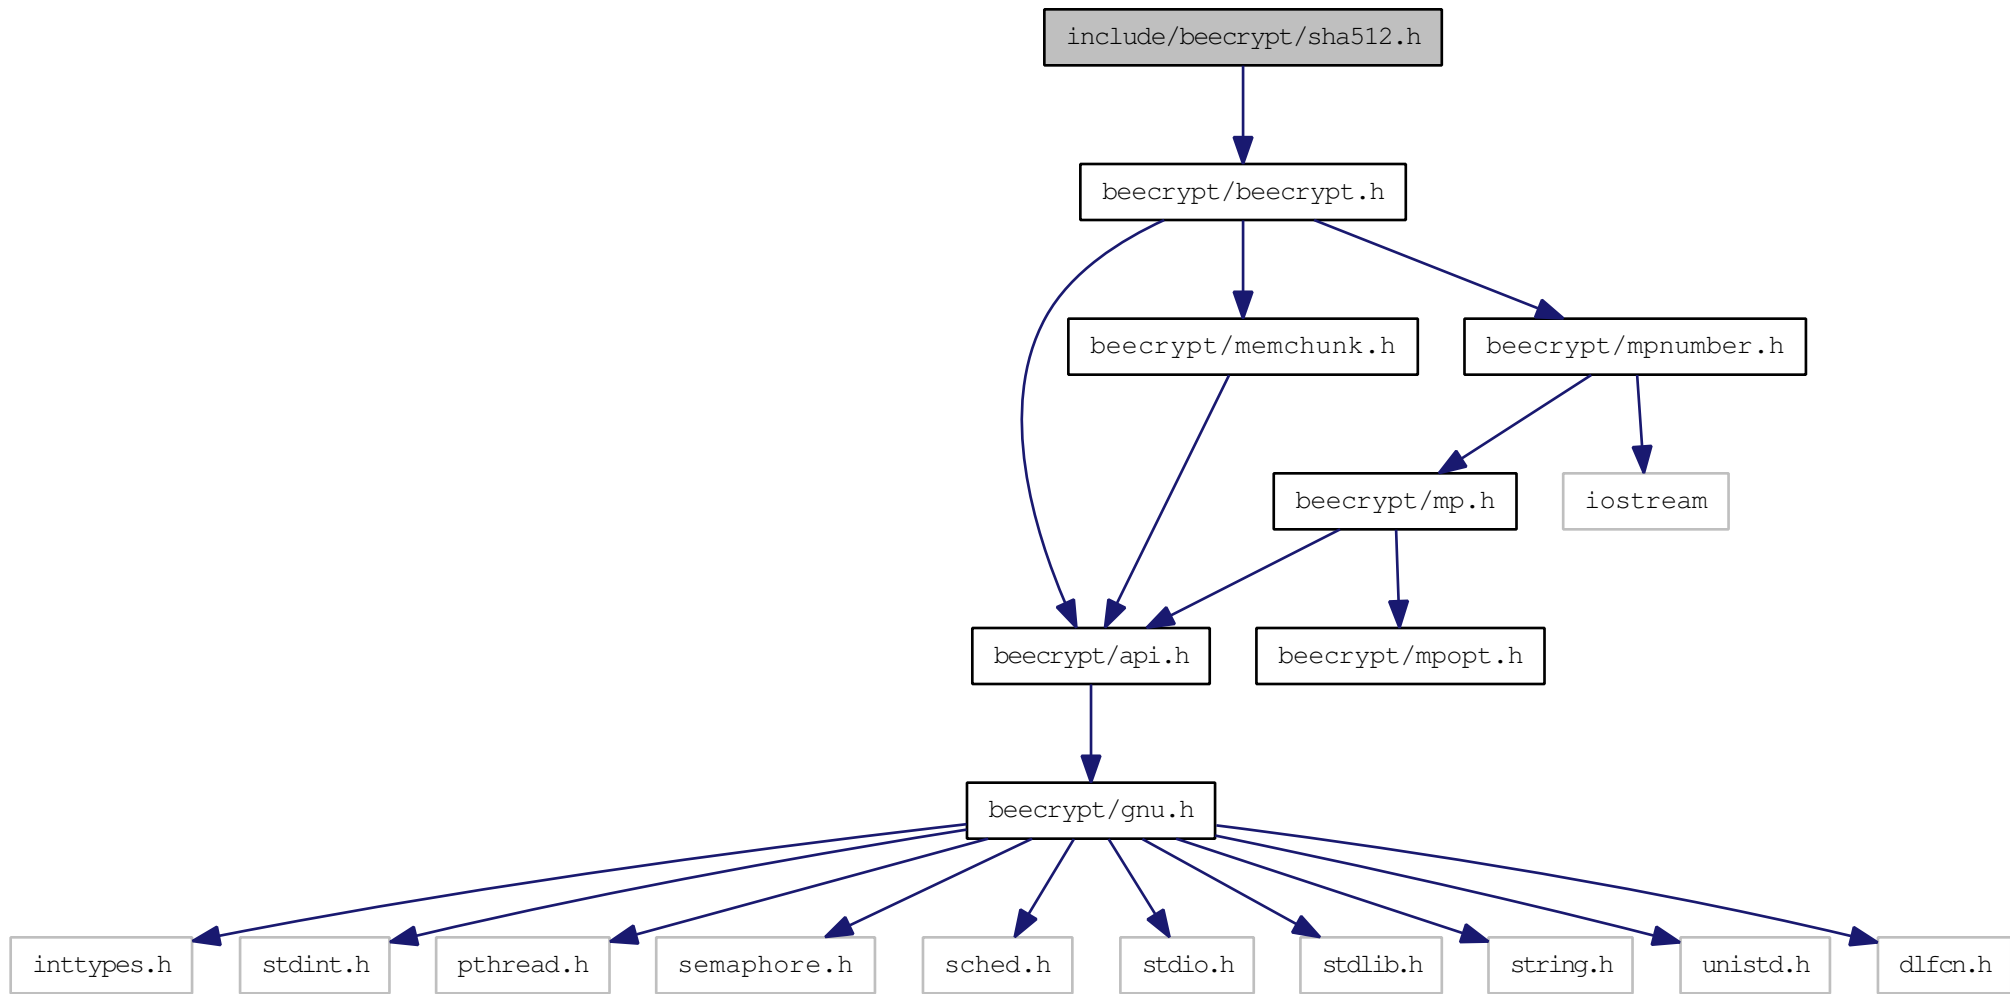 include/beecrypt/sha512.h
beecrypt/beecrypt.h
beecrypt/memchunk.h
beecrypt/mpnumber.h
beecrypt/mp.h
iostream
beecrypt/api.h
beecrypt/mpopt.h
beecrypt/gnu.h
inttypes.h
stdint.h
pthread.h
semaphore.h
sched.h
stdio.h
stdlib.h
string.h
unistd.h
dlfcn.h